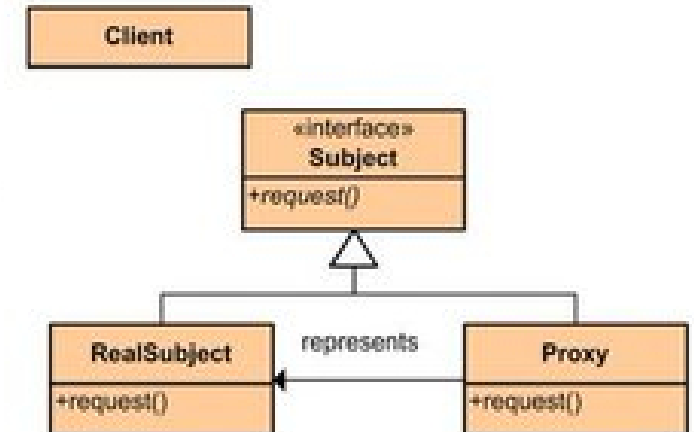 Client
«interface»
Subject
+request()
RealSubject
represents
Proxy
+request()
+request()